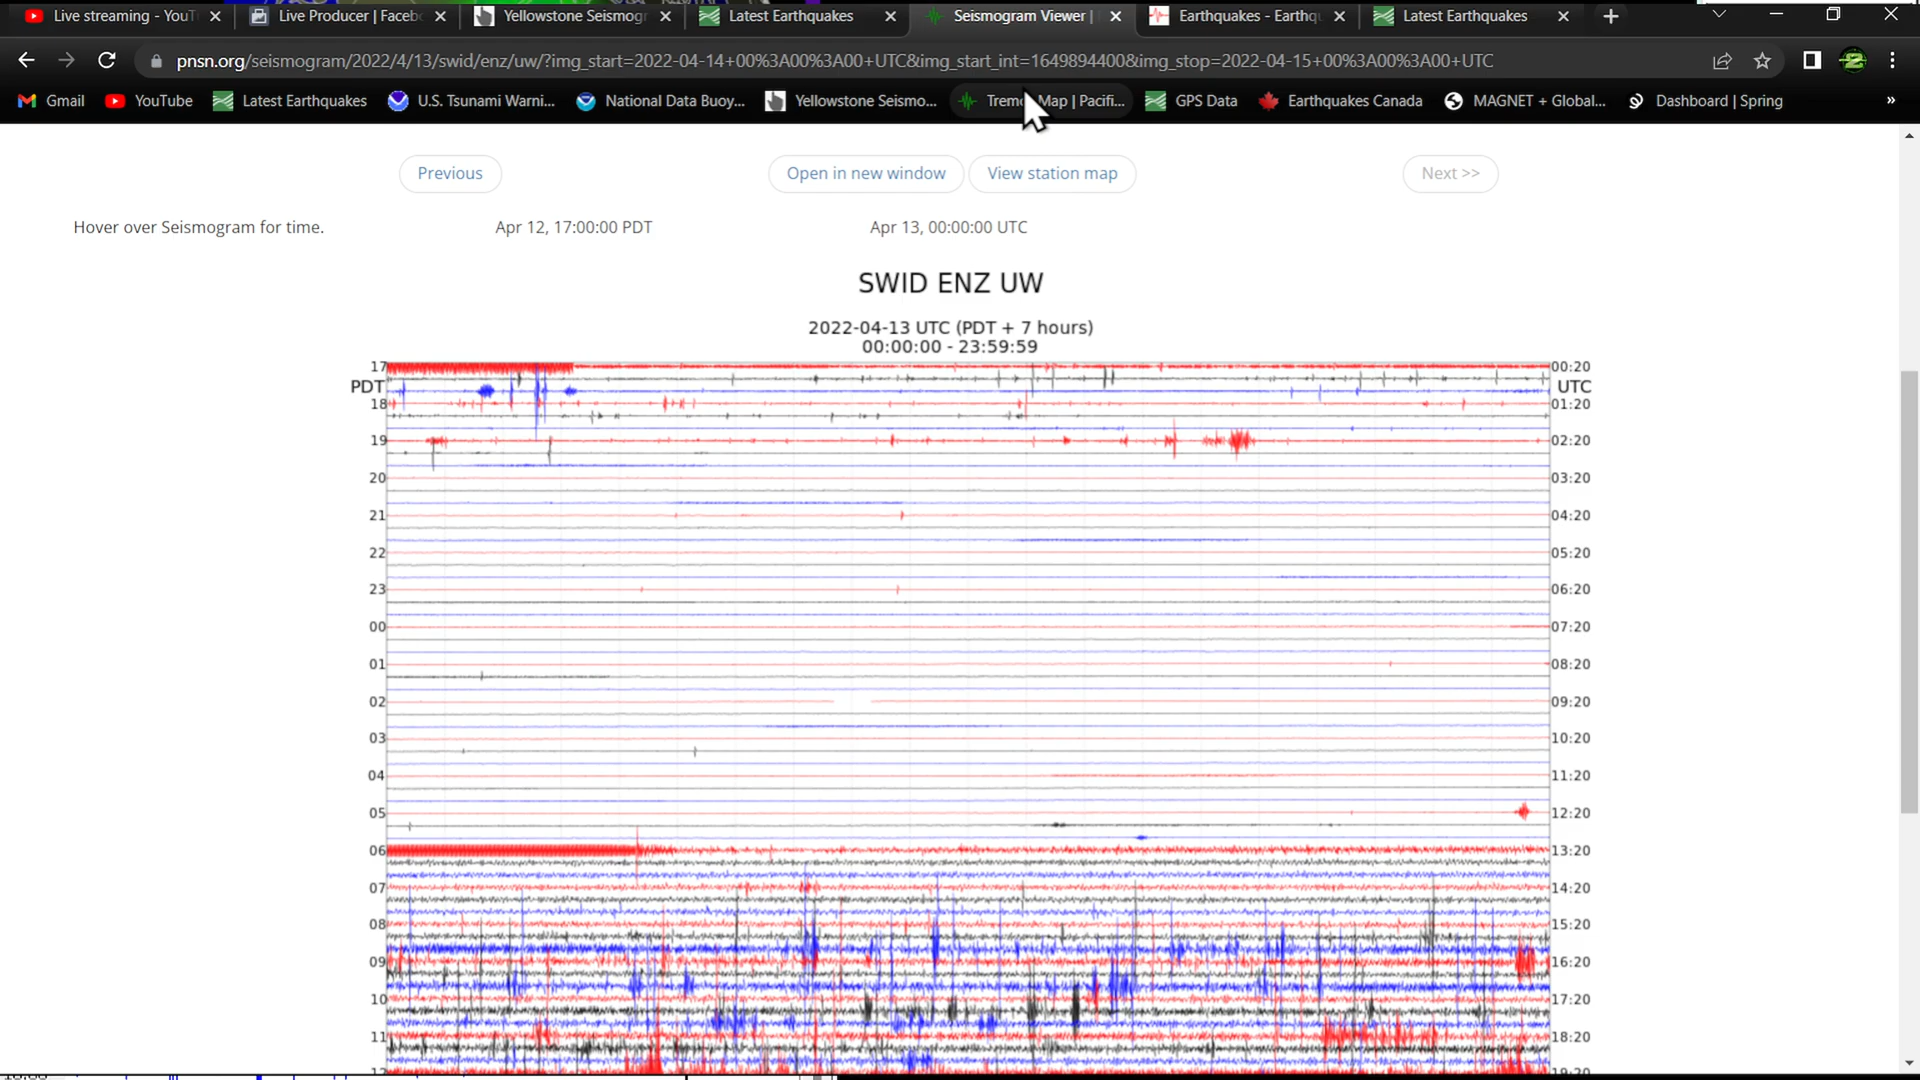 Live streaming - YouT
Live Producer | Faceb
Yellowstone Seismogr
Latest Earthquakes
Seismogram Viewer |
Earthquakes - Earthqu
Latest Earthquakes
pnsn.org/seismogram/2022/4/13/swid/enz/uw/?img_start=2022-04-14+00%3A00%3A00+UTC&img_start_int=1649894400&img_stop=2022-04-15+00%3A00%3A00+UTC
Gmail
YouTube
Latest Earthquakes
U.S. Tsunami Warni...
National Data Buoy...
Yellowstone Seismo...
Tremo Map | Pacifi...
GPS Data
Earthquakes Canada
MAGNET + Global...
Dashboard | Spring
»
Previous
Open in new window
View station map
Next >>
Hover over Seismogram for time.
Apr 12, 17:00:00 PDT
Apr 13, 00:00:00 UTC
SWID ENZ UW
2022-04-13 UTC (PDT + 7 hours)
00:00:00 - 23:59:59
17 00:20
PDT UTC
18 01:20
19 02:20
20 03:20
21 04:20
22 05:20
23 06:20
00 07:20
01 08:20
02 09:20
03 10:20
04 11:20
05 12:20
06 13:20
07 14:20
08 15:20
09 16:20
10 17:20
11 18:20
12 19:20